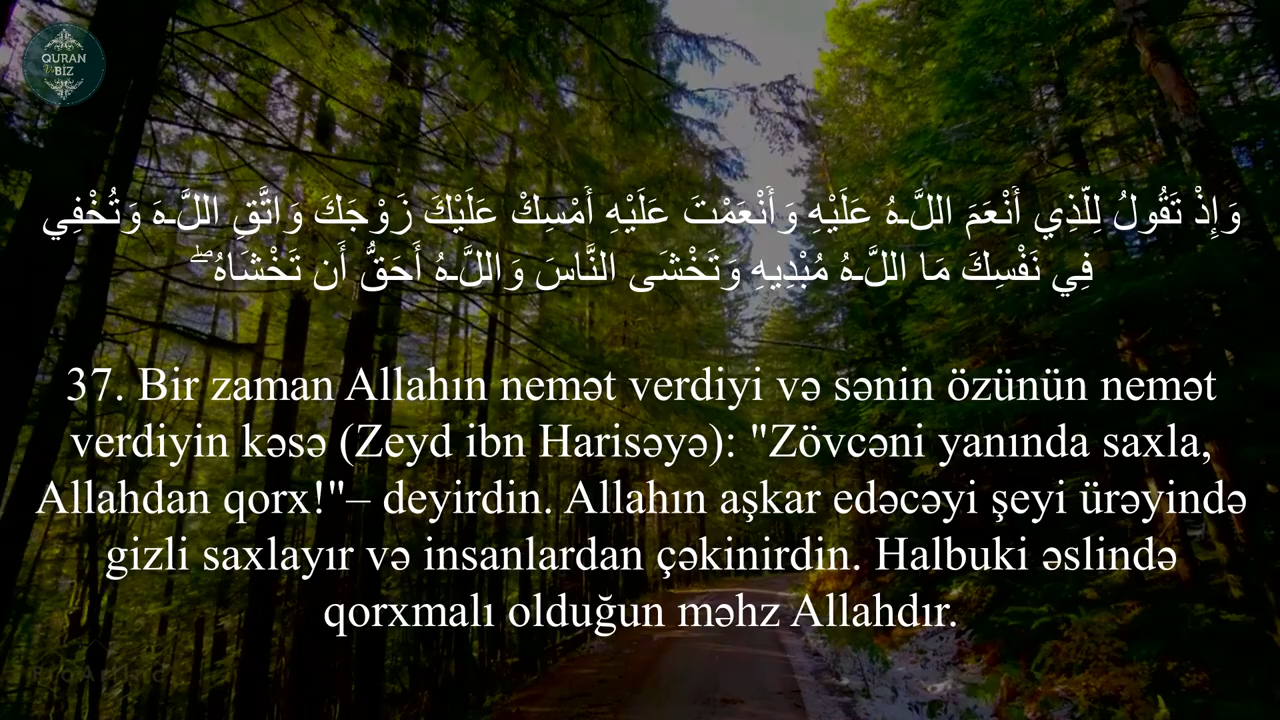 QURAN
Və
BİZ
وَإِذْ تَقُولُ لِلَّذِي أَنْعَمَ اللَّـهُ عَلَيْهِ وَأَنْعَمْتَ عَلَيْهِ أَمْسِكْ عَلَيْكَ زَوْجَكَ وَاتَّقِ اللَّـهَ وَتُخْفِي
فِي نَفْسِكَ مَا اللَّـهُ مُبْدِيهِ وَتَخْشَى النَّاسَ وَاللَّـهُ أَحَقُّ أَن تَخْشَاهُ ۖ
37. Bir zaman Allahın nemət verdiyi və sənin özünün nemət
verdiyin kəsə (Zeyd ibn Harisəyə): "Zövcəni yanında saxla,
Allahdan qorx!"– deyirdin. Allahın aşkar edəcəyi şeyi ürəyində
gizli saxlayır və insanlardan çəkinirdin. Halbuki əslində
qorxmalı olduğun məhz Allahdır.